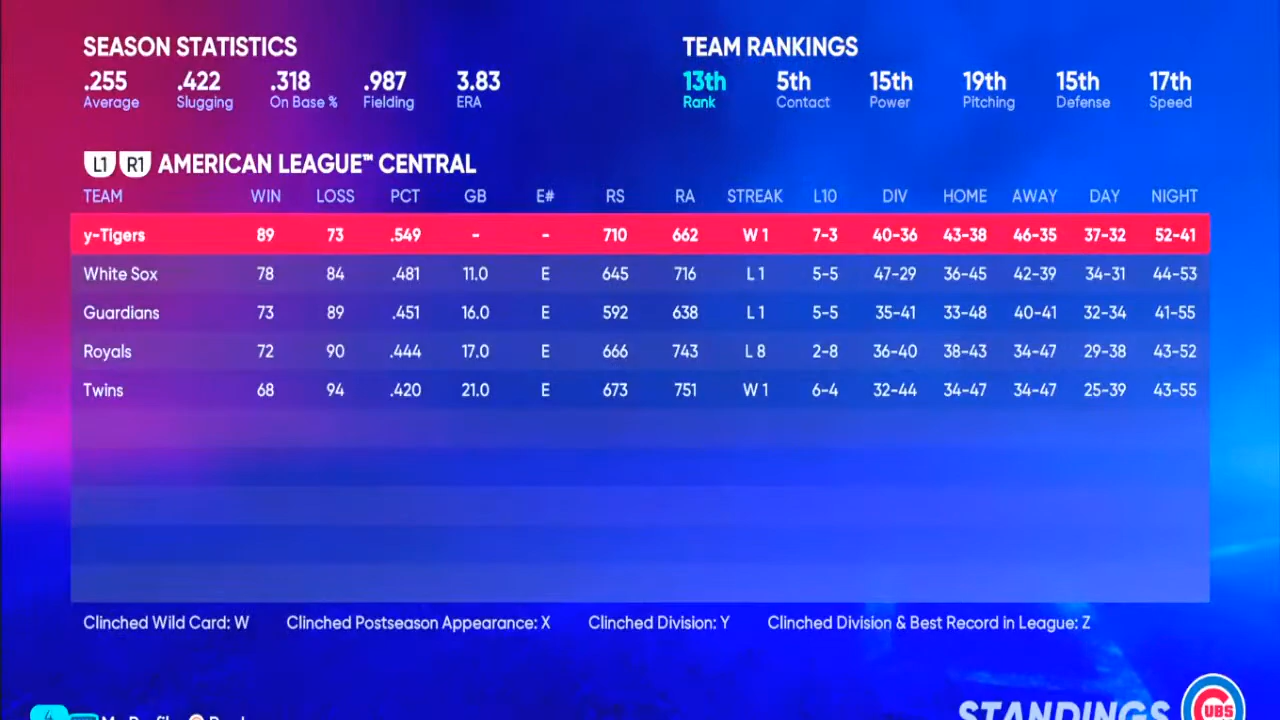 SEASON STATISTICS
.255 .422 .318 .987 3.83
Average Slugging On Base % Fielding ERA
TEAM RANKINGS
13th 5th 15th 19th 15th 17th
Rank Contact Power Pitching Defense Speed
L1 R1 AMERICAN LEAGUE™ CENTRAL
TEAM WIN LOSS PCT GB E# RS RA STREAK L10 DIV HOME AWAY DAY NIGHT
y-Tigers 89 73 .549 - - 710 662 W 1 7-3 40-36 43-38 46-35 37-32 52-41
White Sox 78 84 .481 11.0 E 645 716 L 1 5-5 47-29 36-45 42-39 34-31 44-53
Guardians 73 89 .451 16.0 E 592 638 L 1 5-5 35-41 33-48 40-41 32-34 41-55
Royals 72 90 .444 17.0 E 666 743 L 8 2-8 36-40 38-43 34-47 29-38 43-52
Twins 68 94 .420 21.0 E 673 751 W 1 6-4 32-44 34-47 34-47 25-39 43-55
Clinched Wild Card: W Clinched Postseason Appearance: X Clinched Division: Y Clinched Division & Best Record in League: Z
STANDINGS
CUBS